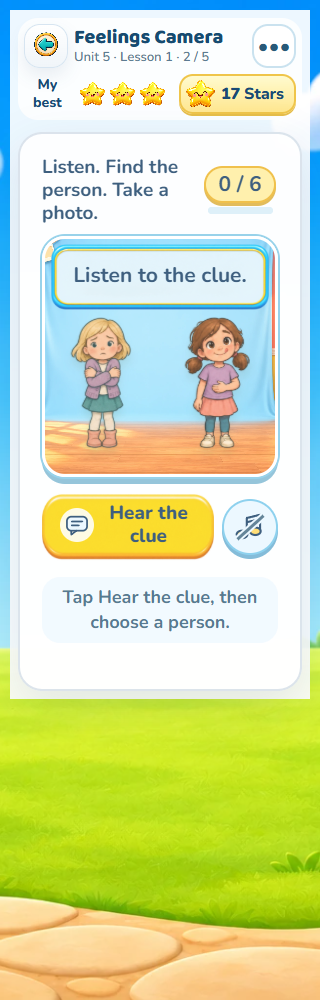 Feelings Camera
Unit 5 · Lesson 1 · 2 / 5
My
best
17 Stars
Listen. Find the
person. Take a
photo.
0 / 6
Listen to the clue.
Hear the
clue
Tap Hear the clue, then
choose a person.